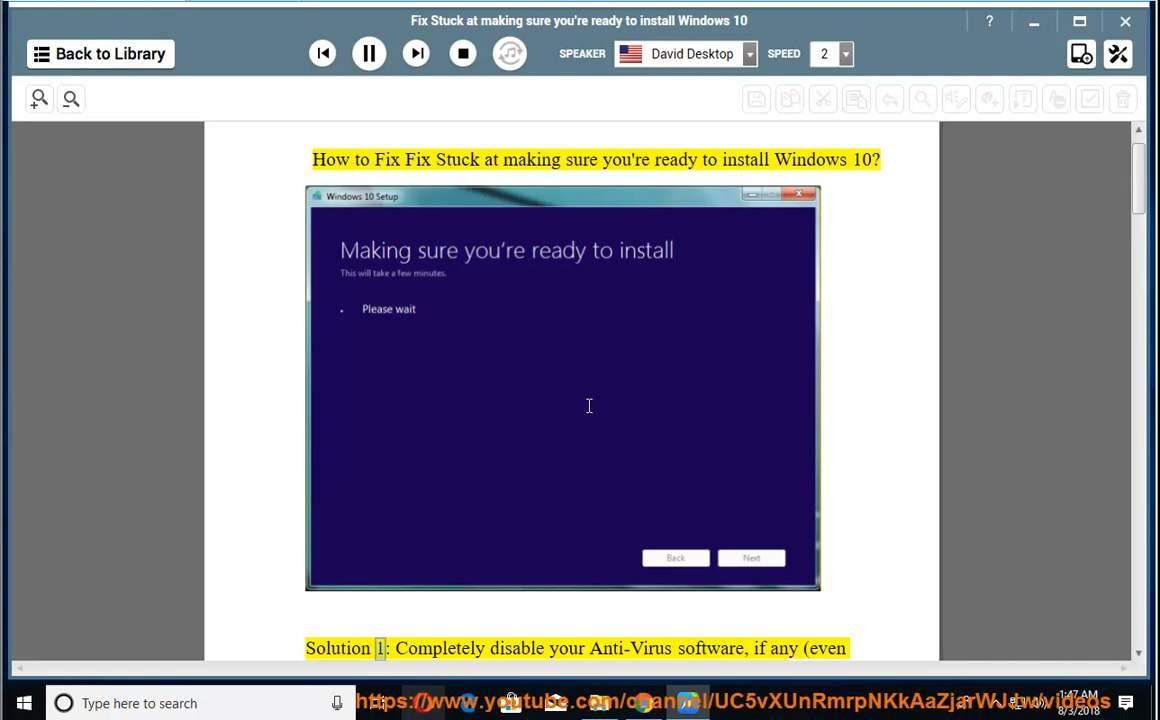 Fix Stuck at making sure you're ready to install Windows 10
Back to Library
SPEAKER
David Desktop
SPEED
2
How to Fix Fix Stuck at making sure you're ready to install Windows 10?
Windows 10 Setup
Making sure you're ready to install
This will take a few minutes.
Please wait
Back
Next
Solution 1: Completely disable your Anti-Virus software, if any (even
Type here to search
https://www.youtube.com/channel/UC5vXUnRmrpNKkAaZjarWJLw/videos
1:47 AM
8/3/2018